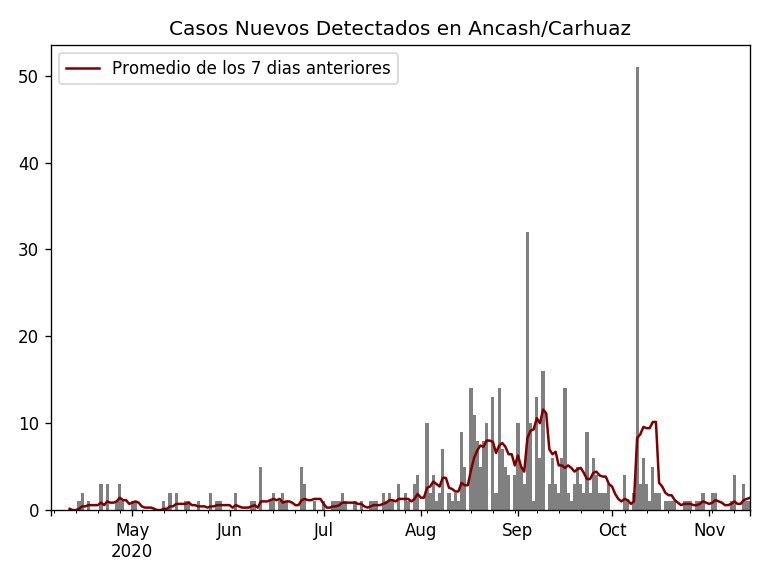 Casos Nuevos Detectados en Ancash/Carhuaz
Promedio de los 7 dias anteriores
50
40
30
20
10
0
May Jun Jul Aug Sep Oct Nov
2020